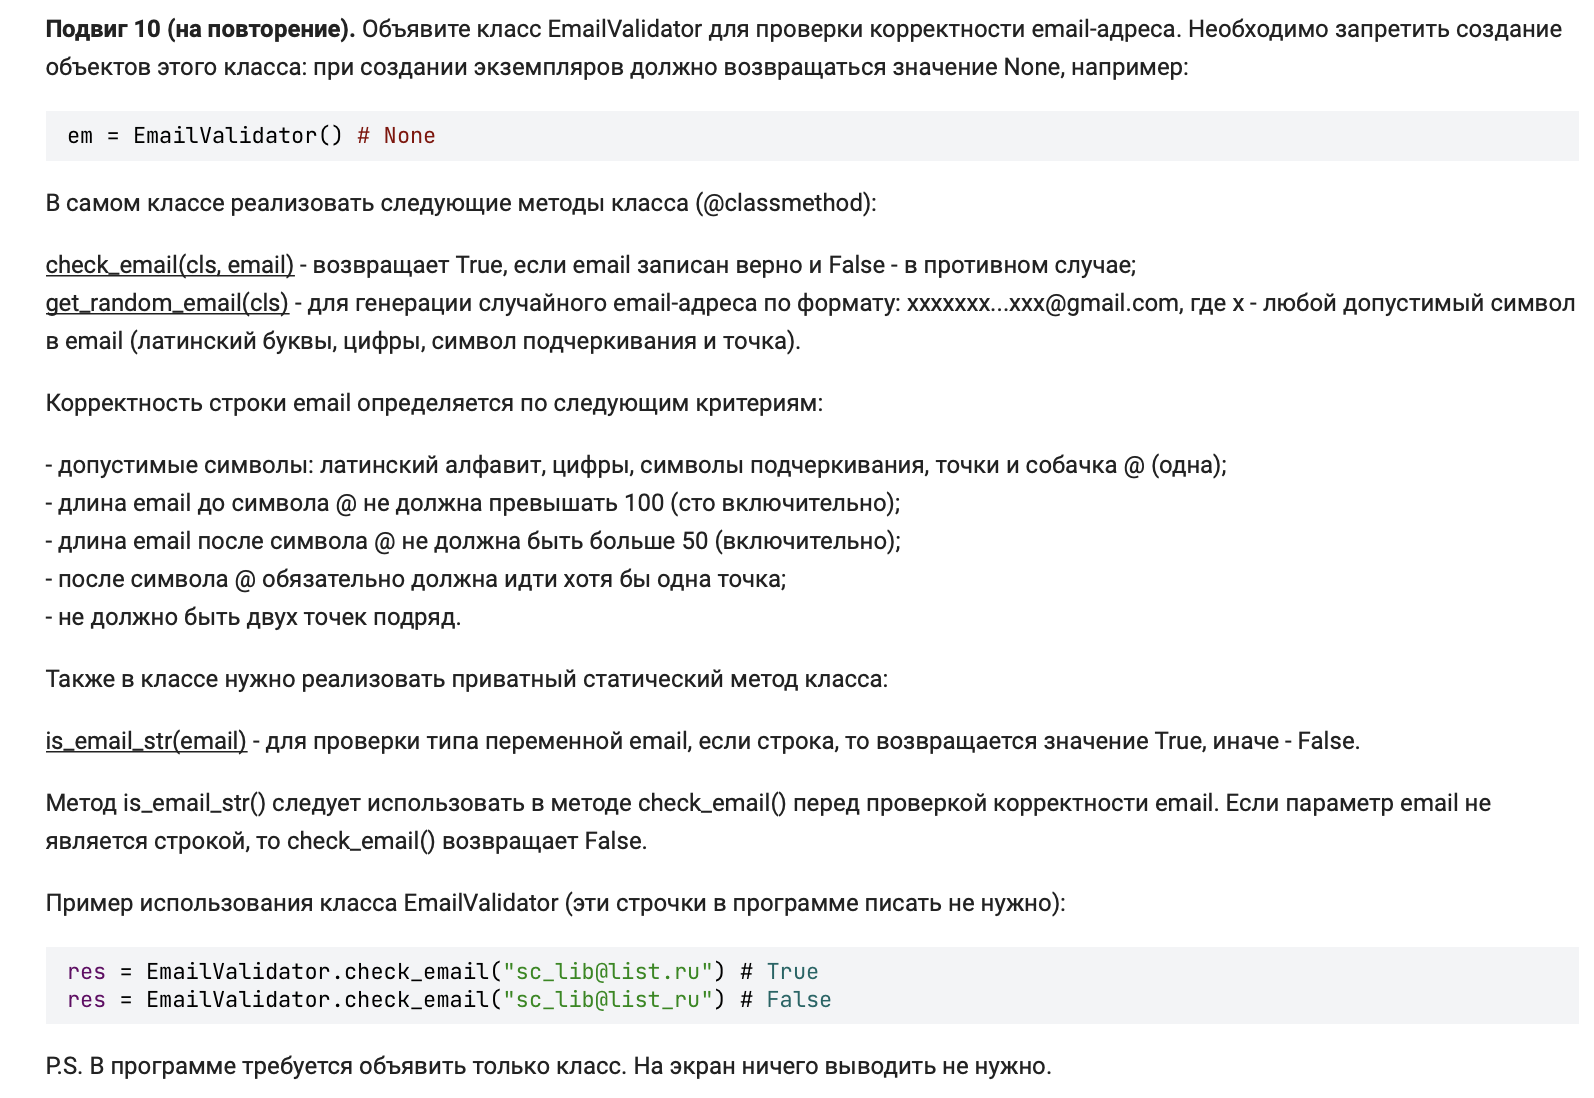 Подвиг 10 (на повторение). Объявите класс EmailValidator для проверки корректности email-адреса. Необходимо запретить создание
объектов этого класса: при создании экземпляров должно возвращаться значение None, например:
em = EmailValidator() # None
В самом классе реализовать следующие методы класса (@classmethod):
check_email(cls, email) - возвращает True, если email записан верно и False - в противном случае;
get_random_email(cls) - для генерации случайного email-адреса по формату: xxxxxxx...xxx@gmail.com, где x - любой допустимый символ
в email (латинский буквы, цифры, символ подчеркивания и точка).
Корректность строки email определяется по следующим критериям:
- допустимые символы: латинский алфавит, цифры, символы подчеркивания, точки и собачка @ (одна);
- длина email до символа @ не должна превышать 100 (сто включительно);
- длина email после символа @ не должна быть больше 50 (включительно);
- после символа @ обязательно должна идти хотя бы одна точка;
- не должно быть двух точек подряд.
Также в классе нужно реализовать приватный статический метод класса:
is_email_str(email) - для проверки типа переменной email, если строка, то возвращается значение True, иначе - False.
Метод is_email_str() следует использовать в методе check_email() перед проверкой корректности email. Если параметр email не
является строкой, то check_email() возвращает False.
Пример использования класса EmailValidator (эти строчки в программе писать не нужно):
res = EmailValidator.check_email("sc_lib@list.ru") # True
res = EmailValidator.check_email("sc_lib@list_ru") # False
P.S. В программе требуется объявить только класс. На экран ничего выводить не нужно.